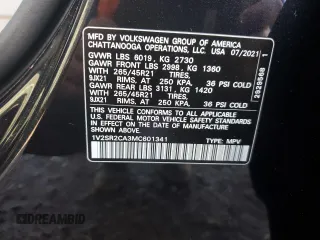 MFD BY VOLKSWAGEN GROUP OF AMERICA
CHATTANOOGA OPERATIONS, LLC. USA 07/2021
GVWR LBS 6019, KG 2730
GAWR FRONT LBS 2998, KG 1360
WITH 265/45R21 TIRES,
9JX21 RIMS, AT 250 KPA, 36 PSI COLD
GAWR REAR LBS 3131, KG 1420
WITH 265/45R21 TIRES,
9JX21 RIMS, AT 250 KPA, 36 PSI COLD
THIS VEHICLE CONFORMS TO ALL APPLICABLE
U.S. FEDERAL MOTOR VEHICLE SAFETY STANDARDS
IN EFFECT ON THE DATE OF MANUFACTURE
SHOWN ABOVE.
1V2SR2CA3MC601341 TYPE: MPV
© IDREAMBID